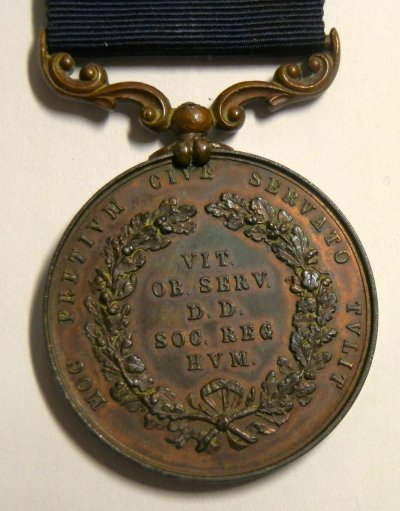 HOC PRETIVM CIVE SERVATO TVLIT
VIT.
OB. SERV.
D. D.
SOC. REG
HVM.